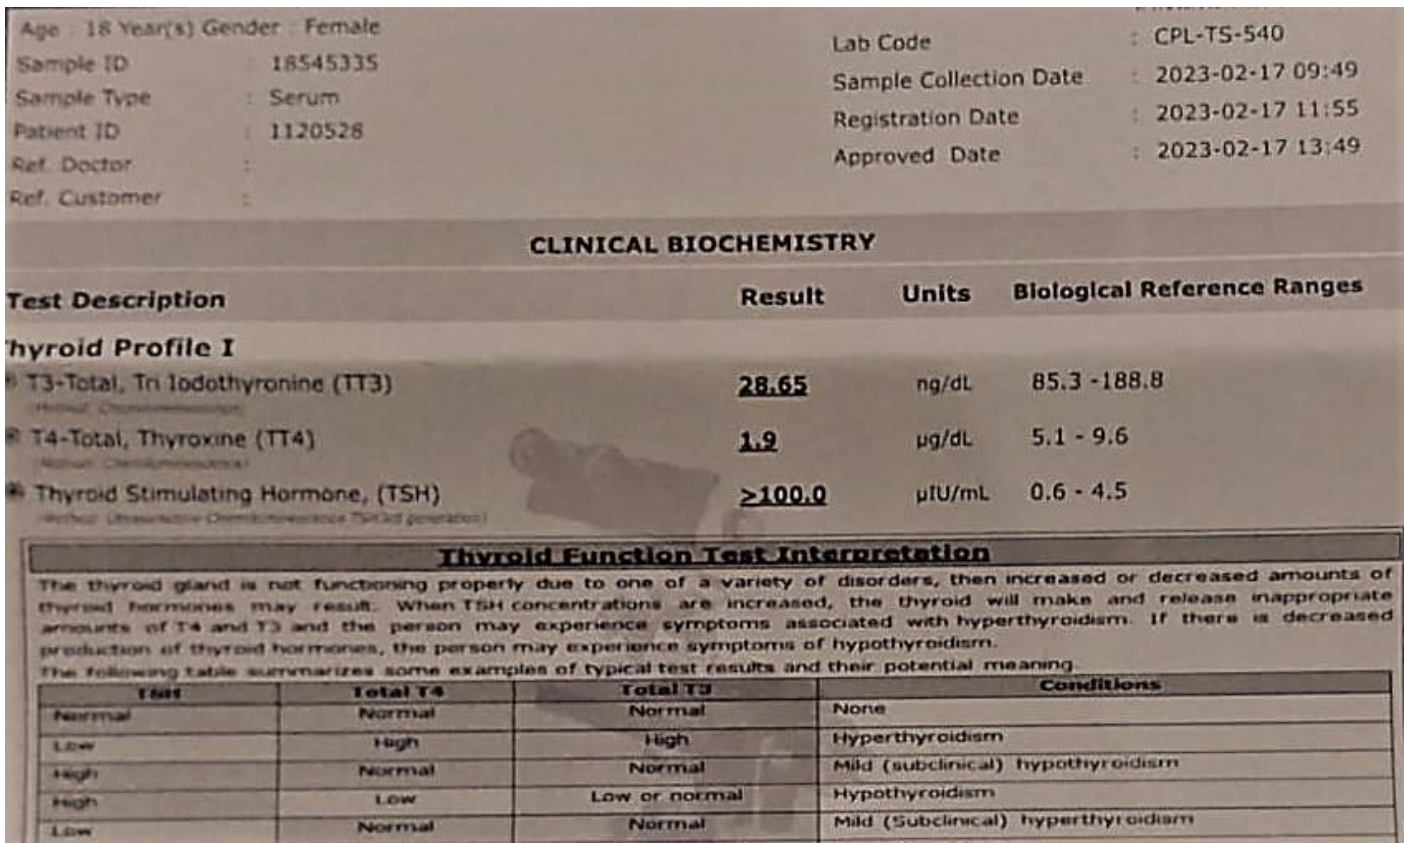 Age : 18 Year(s) Gender : Female
Sample ID : 18545335
Sample Type : Serum
Patient ID : 1120528
Ref. Doctor :
Ref. Customer :
Lab Code : CPL-TS-540
Sample Collection Date : 2023-02-17 09:49
Registration Date : 2023-02-17 11:55
Approved Date : 2023-02-17 13:49
CLINICAL BIOCHEMISTRY
Test Description Result Units Biological Reference Ranges
hyroid Profile I
T3-Total, Tri Iodothyronine (TT3) 28.65 ng/dL 85.3 -188.8
(Method: Chemiluminescence)
T4-Total, Thyroxine (TT4) 1.9 µg/dL 5.1 - 9.6
(Method: Chemiluminescence)
Thyroid Stimulating Hormone, (TSH) >100.0 µIU/mL 0.6 - 4.5
Thyroid Function Test Interpretation
The thyroid gland is not functioning properly due to one of a variety of disorders, then increased or decreased amounts of
thyroid hormones may result. When TSH concentrations are increased, the thyroid will make and release inappropriate
amounts of T4 and T3 and the person may experience symptoms associated with hyperthyroidism. If there is decreased
production of thyroid hormones, the person may experience symptoms of hypothyroidism.
The following table summarizes some examples of typical test results and their potential meaning.
TSH Total T4 Total T3 Conditions
Normal Normal Normal None
Low High High Hyperthyroidism
High Normal Normal Mild (subclinical) hypothyroidism
High Low Low or normal Hypothyroidism
Low Normal Normal Mild (Subclinical) hyperthyroidism